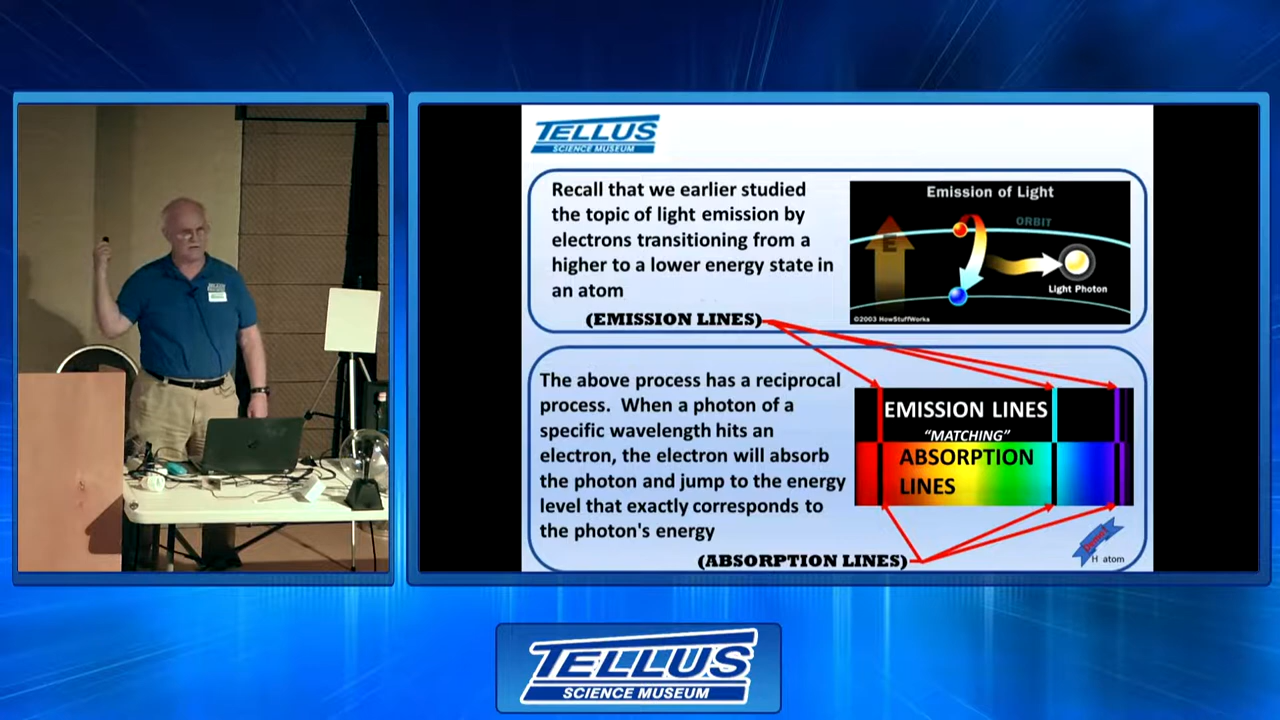 TELLUS
SCIENCE MUSEUM
Recall that we earlier studied
the topic of light emission by
electrons transitioning from a
higher to a lower energy state in
an atom
(EMISSION LINES)
Emission of Light
ORBIT
E
Light Photon
©2003 HowStuffWorks
The above process has a reciprocal
process. When a photon of a
specific wavelength hits an
electron, the electron will absorb
the photon and jump to the energy
level that exactly corresponds to
the photon's energy
(ABSORPTION LINES)
EMISSION LINES
"MATCHING"
ABSORPTION
LINES
H atom
TELLUS
SCIENCE MUSEUM